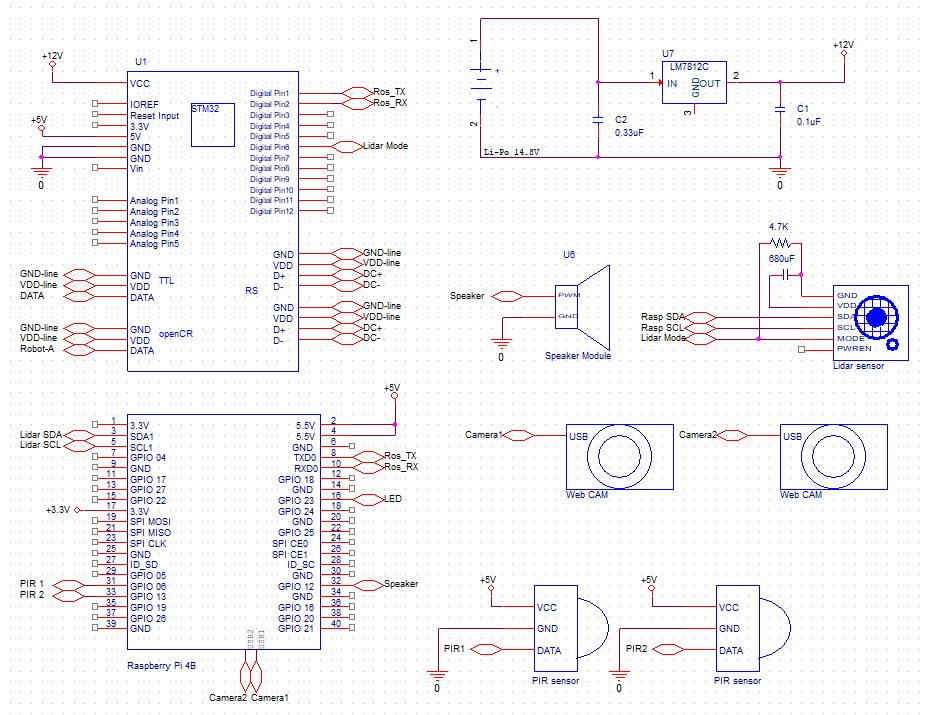 +12V
U1
VCC
IOREF
Reset Input
3.3V
+5V
5V
GND
GND
Vin
0
STM32
Analog Pin1
Analog Pin2
Analog Pin3
Analog Pin4
Analog Pin5
Digital Pin1
Digital Pin2
Digital Pin3
Digital Pin4
Digital Pin5
Digital Pin6
Digital Pin7
Digital Pin8
Digital Pin9
Digital Pin10
Digital Pin11
Digital Pin12
Ros_TX
Ros_RX
Lidar Mode
GND-line GND
VDD-line VDD
DATA DATA
TTL
GND-line GND
VDD-line VDD
Robot-A DATA
openCR
RS
GND GND-line
VDD VDD-line
D+ DC+
D- DC-
GND GND-line
VDD VDD-line
D+ DC+
D- DC-
1
+
2
Li-Po 14.8V
C2
0.33uF
U7
LM7812C
1 IN OUT 2
GND
3
+12V
C1
0.1uF
0
U6
Speaker PWM
GND
0
Speaker Module
4.7K
680uF
GND
VDD
Rasp SDA SDA
Rasp SCL SCL
Lidar Mode MODE
PWREN
Lidar sensor
+5V
1 3.3V
Lidar SDA 3 SDA1
Lidar SCL 5 SCL1
7 GPIO 04
9 GND
11 GPIO 17
13 GPIO 27
15 GPIO 22
+3.3V 17 3.3V
19 SPI MOSI
21 SPI MISO
23 SPI CLK
25 GND
27 ID_SD
29 GPIO 05
PIR 1 31 GPIO 06
PIR 2 33 GPIO 13
35 GPIO 19
37 GPIO 26
39 GND
5.5V 2
5.5V 4
GND 6
TXD0 8 Ros_TX
RXD0 10 Ros_RX
GPIO 18 12
GND 14
GPIO 23 16 LED
GPIO 24 18
GND 20
GPIO 25 22
SPI CE0 24
SPI CE1 26
ID_SC 28
GND 30
GPIO 12 32 Speaker
GND 34
GPIO 16 36
GPIO 20 38
GPIO 21 40
USB2
USB1
Raspberry Pi 4B
Camera2 Camera1
Camera1 USB
Web CAM
Camera2 USB
Web CAM
+5V
VCC
GND
PIR1 DATA
0
PIR sensor
+5V
VCC
GND
PIR2 DATA
0
PIR sensor